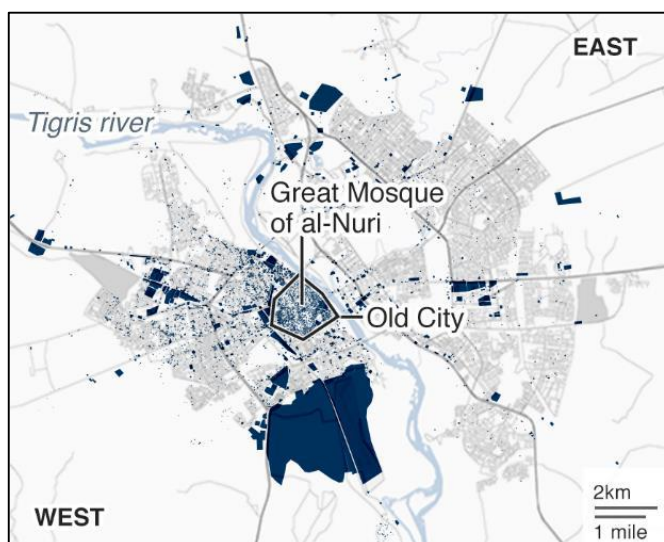 EAST
Tigris river
Great Mosque
of al-Nuri
Old City
WEST
2km
1 mile